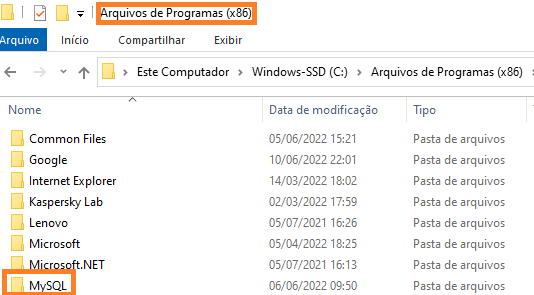 Arquivos de Programas (x86)
Arquivo Início Compartilhar Exibir
Este Computador Windows-SSD (C:) Arquivos de Programas (x86)
Nome Data de modificação Tipo
Common Files 05/06/2022 15:21 Pasta de arquivos
Google 10/06/2022 22:01 Pasta de arquivos
Internet Explorer 14/03/2022 18:02 Pasta de arquivos
Kaspersky Lab 02/03/2022 17:59 Pasta de arquivos
Lenovo 05/07/2021 16:26 Pasta de arquivos
Microsoft 05/04/2022 18:25 Pasta de arquivos
Microsoft.NET 05/07/2021 16:13 Pasta de arquivos
MySQL 06/06/2022 09:50 Pasta de arquivos